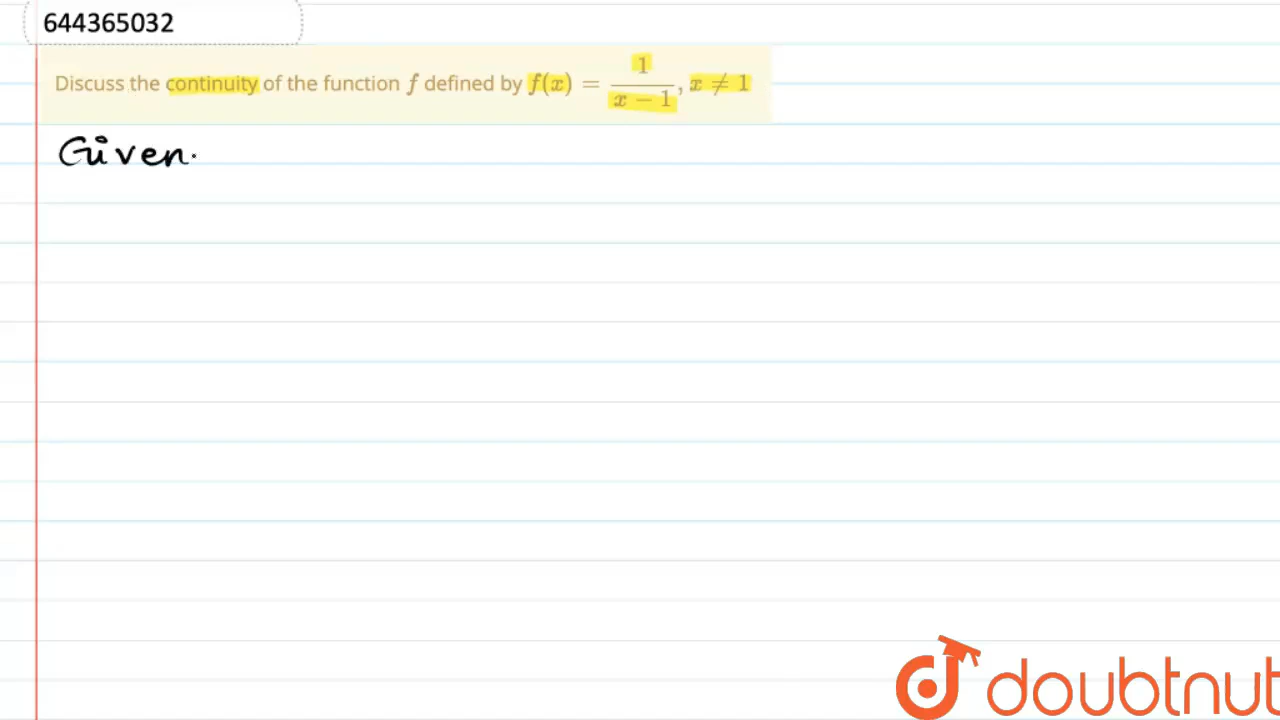 644365032
Discuss the continuity of the function f defined by f(x) = 1/(x − 1), x ≠ 1
Given
doubtnut